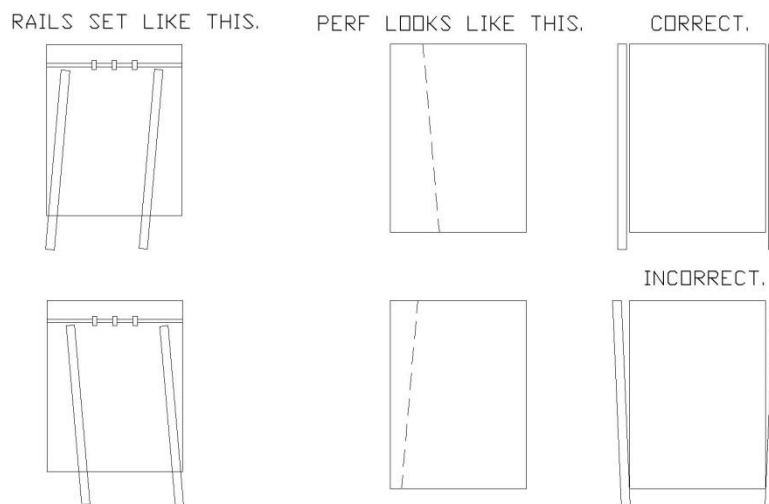 RAILS SET LIKE THIS.
PERF LOOKS LIKE THIS.
CORRECT.
INCORRECT.